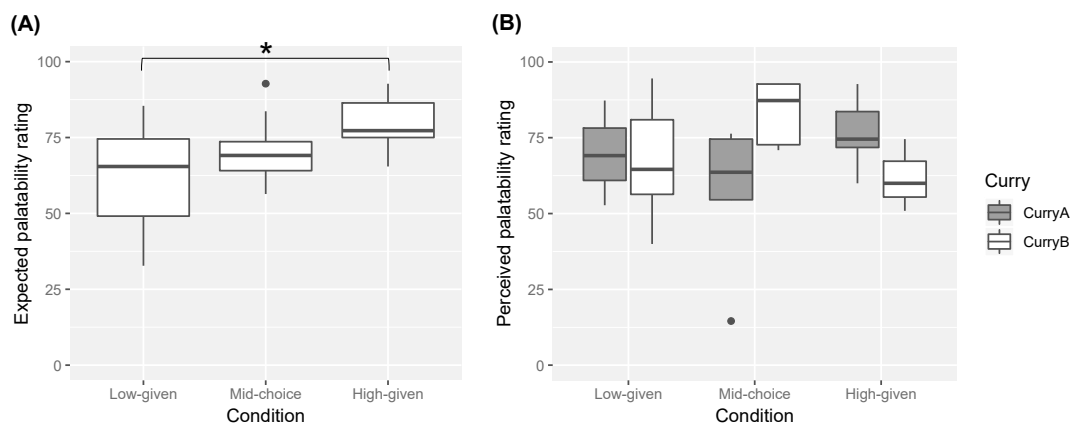 (A)
*
100
75
50
25
0
Expected palatability rating
Low-given Mid-choice High-given
Condition
(B)
100
75
50
25
0
Perceived palatability rating
Low-given Mid-choice High-given
Condition
Curry
CurryA
CurryB